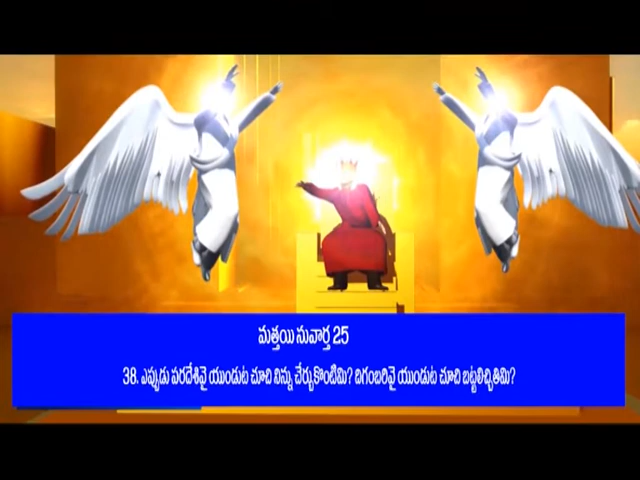 మత్తయి సువార్త 25
38. ఎప్పుడు పరదేశివై యుండుట చూచి నిన్ను చేర్చుకొంటిమి? దిగంబరివై యుండుట చూచి బట్టలిచ్చితిమి?